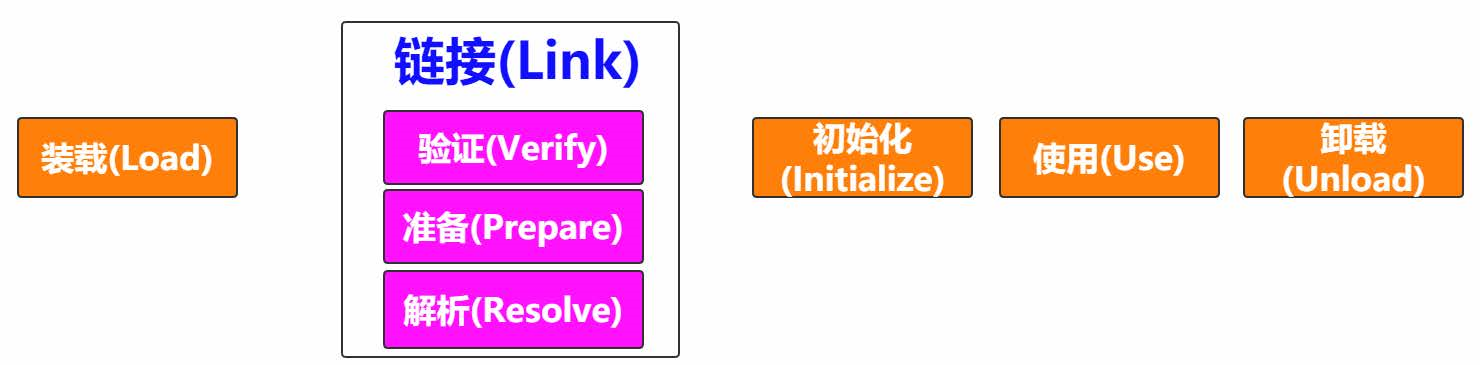 装载(Load)
链接(Link)
验证(Verify)
准备(Prepare)
解析(Resolve)
初始化
(Initialize)
使用(Use)
卸载
(Unload)